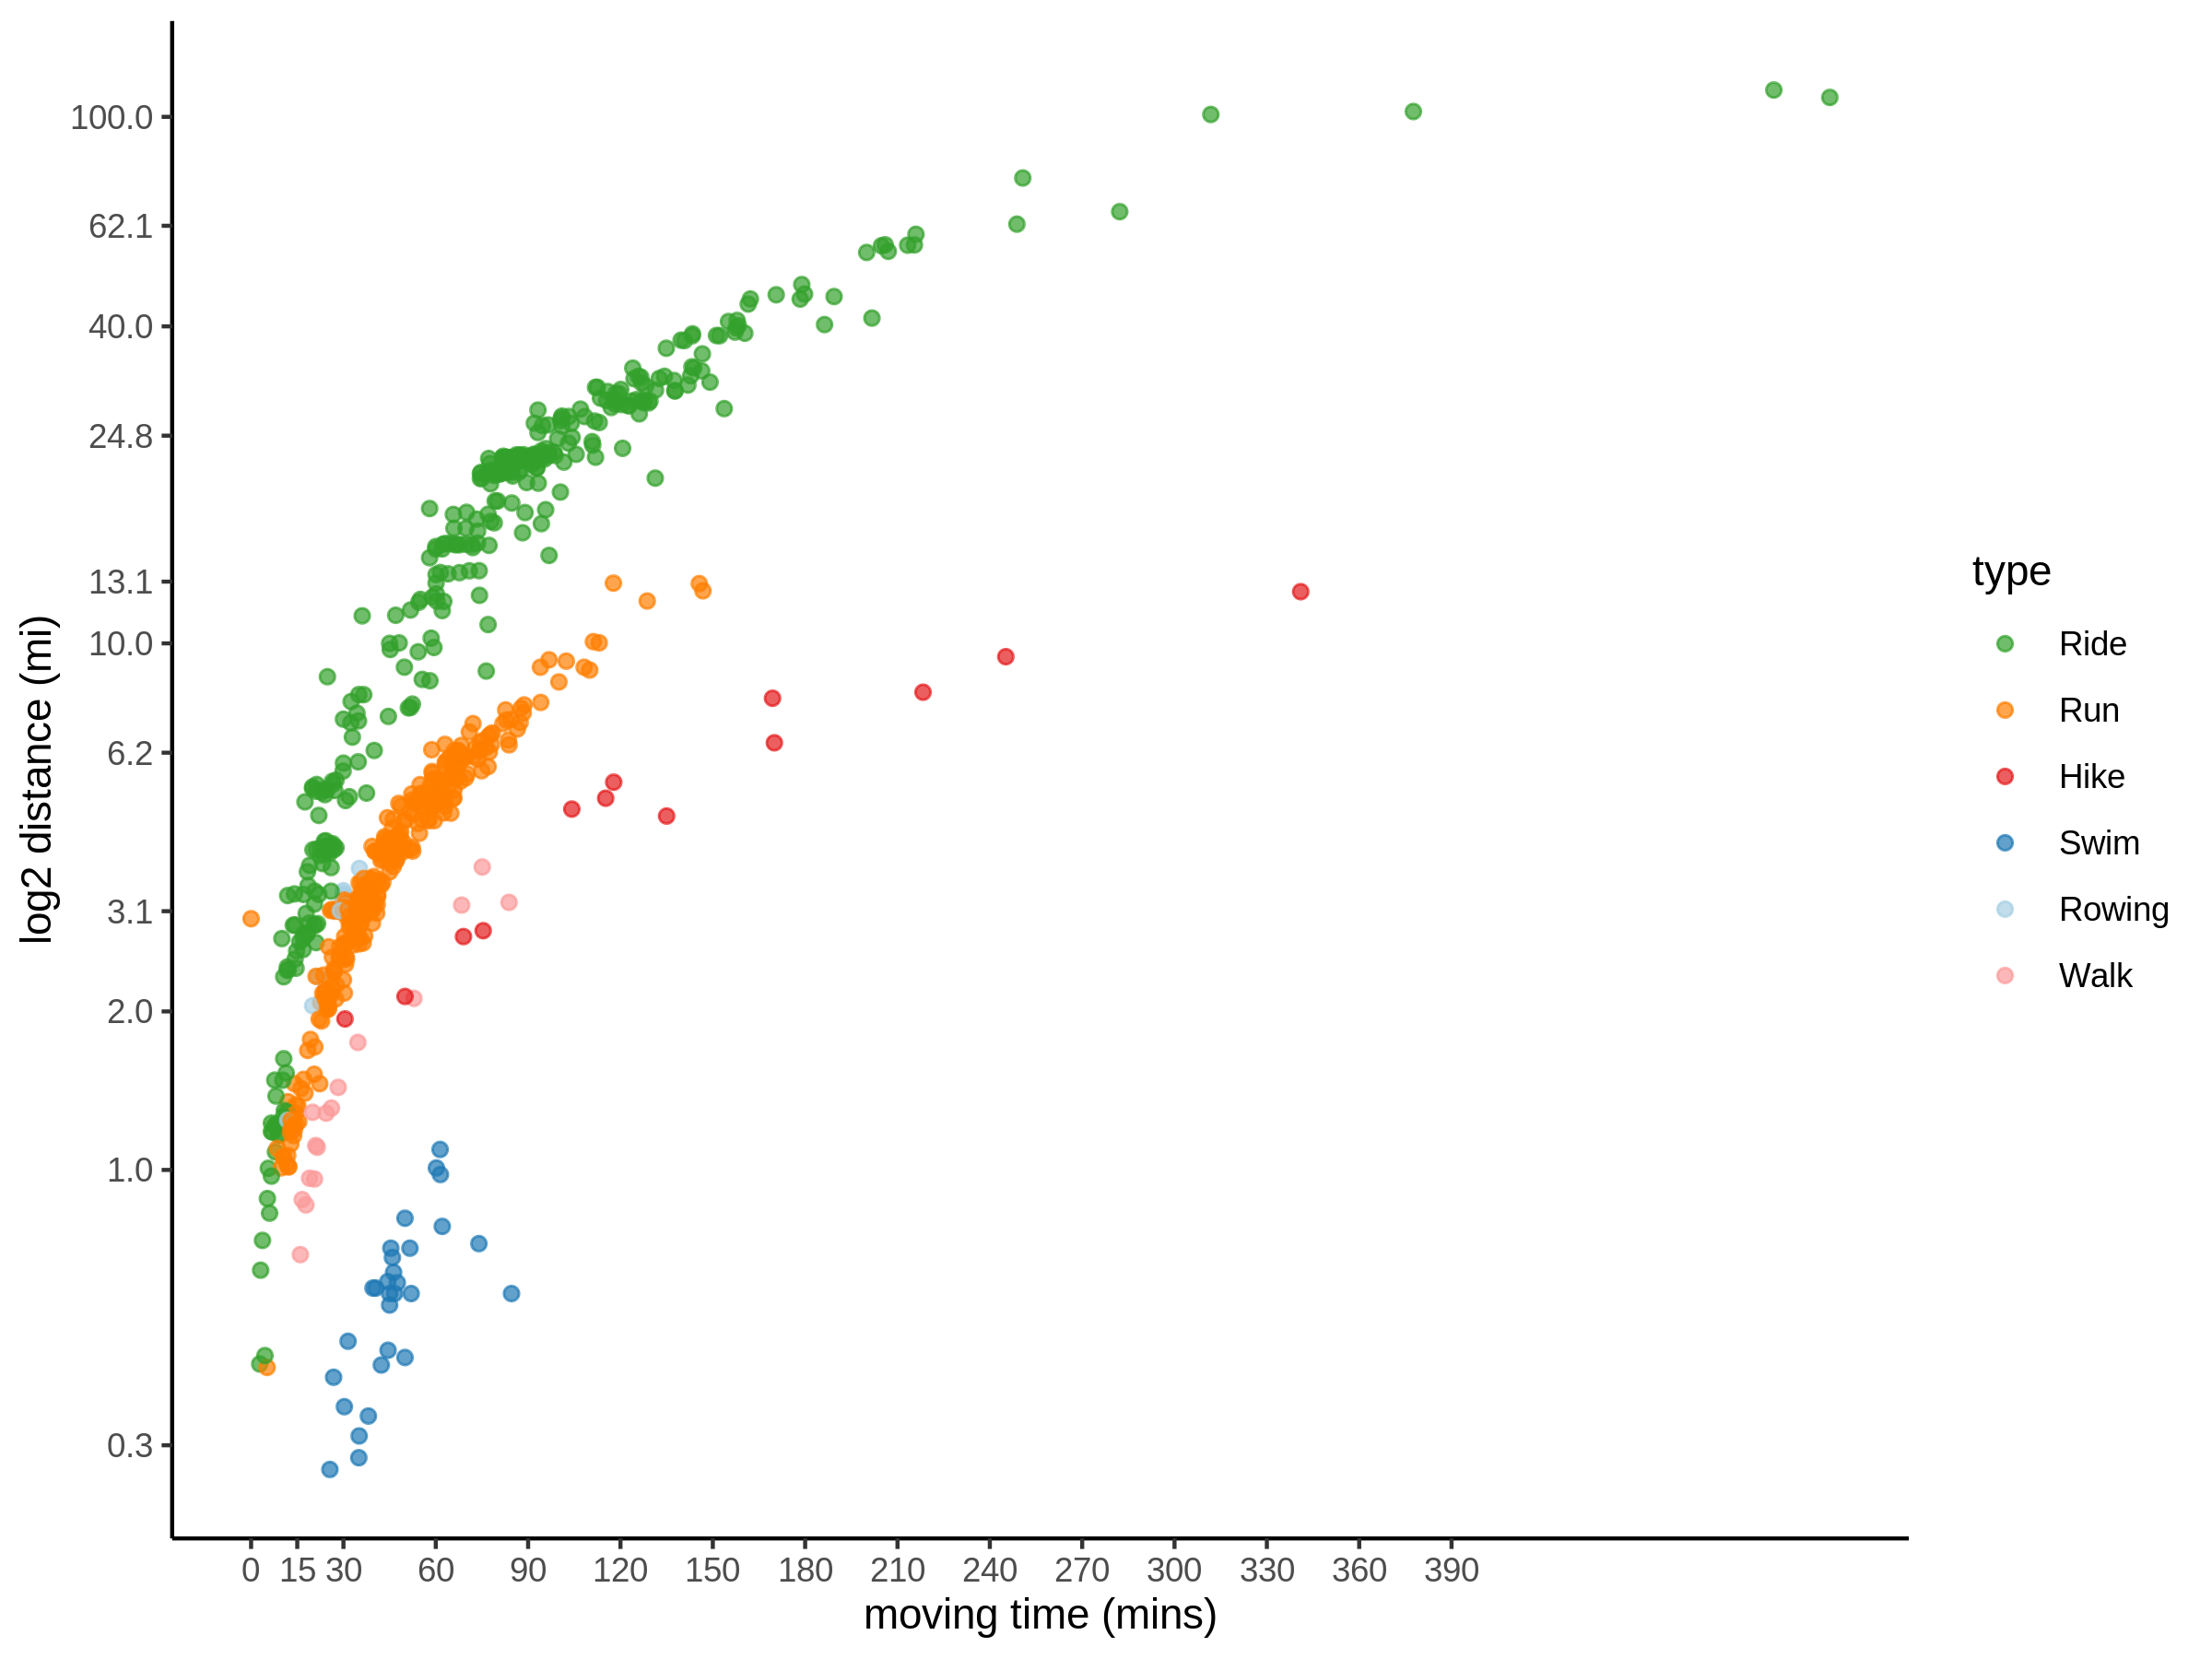 100.0
62.1
40.0
24.8
13.1
10.0
6.2
3.1
2.0
1.0
0.3
log2 distance (mi)
0 15 30 60 90 120 150 180 210 240 270 300 330 360 390
moving time (mins)
type
Ride
Run
Hike
Swim
Rowing
Walk